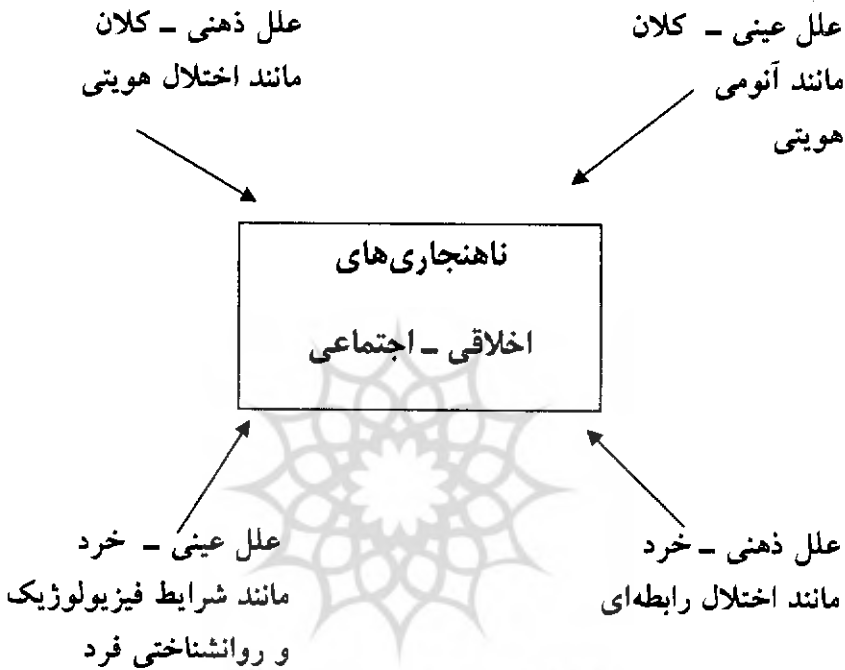 علل عینی – کلان
مانند آنومی
هویتی
علل ذهنی – کلان
مانند اختلال هویتی
ناهنجاری‌های
اخلاقی – اجتماعی
علل ذهنی – خرد
مانند اختلال رابطه‌ای
علل عینی – خرد
مانند شرایط فیزیولوژیک
و روانشناختی فرد